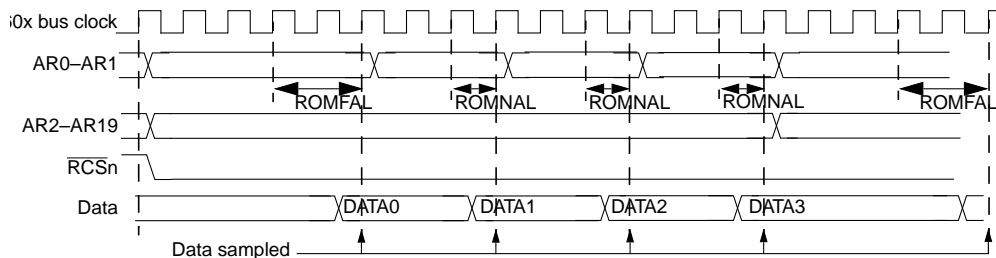 60x bus clock
AR0–AR1
ROMFAL ROMNAL ROMNAL ROMNAL ROMFAL
AR2–AR19
RCSn
Data DATA0 DATA1 DATA2 DATA3
Data sampled